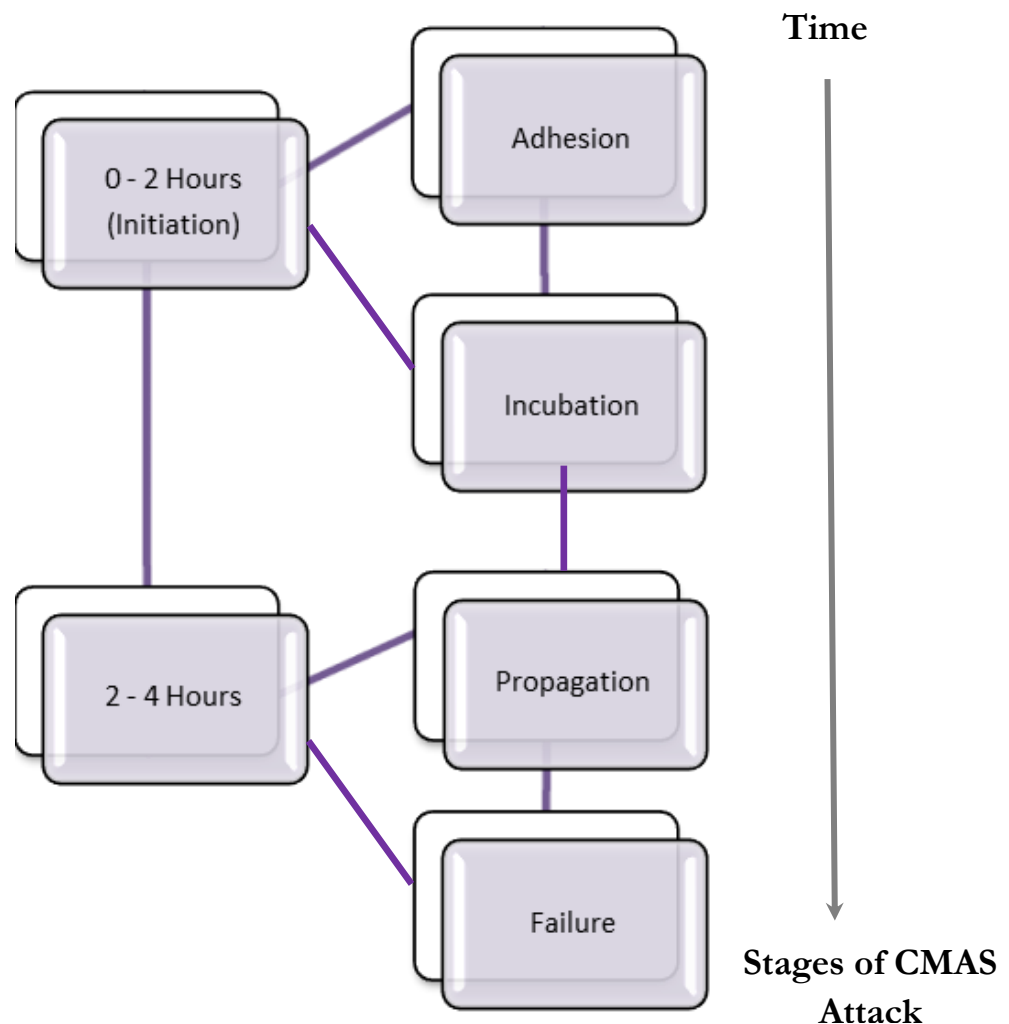 Time
Adhesion
0 - 2 Hours
(Initiation)
Incubation
2 - 4 Hours
Propagation
Failure
Stages of CMAS
Attack